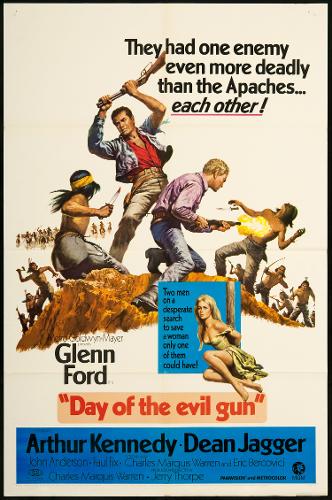 They had one enemy
even more deadly
than the Apaches...
each other!
Metro-Goldwyn-Mayer
presents
Glenn
Ford
Two men
on a
desperate
search
to save
a woman
only one
of them
could have!
"Day of the evil gun"
Arthur Kennedy · Dean Jagger
John Anderson · Paul Fix
Charles Marquis Warren and Eric Bercovici
Charles Marquis Warren · Jerry Thorpe
PANAVISION and METROCOLOR
MGM